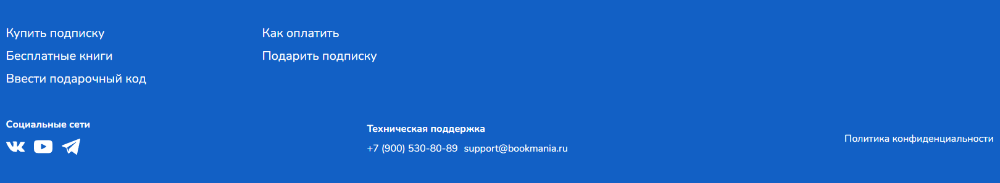 Купить подписку
Бесплатные книги
Ввести подарочный код
Как оплатить
Подарить подписку
Социальные сети
Техническая поддержка
+7 (900) 530-80-89 support@bookmania.ru
Политика конфиденциальности